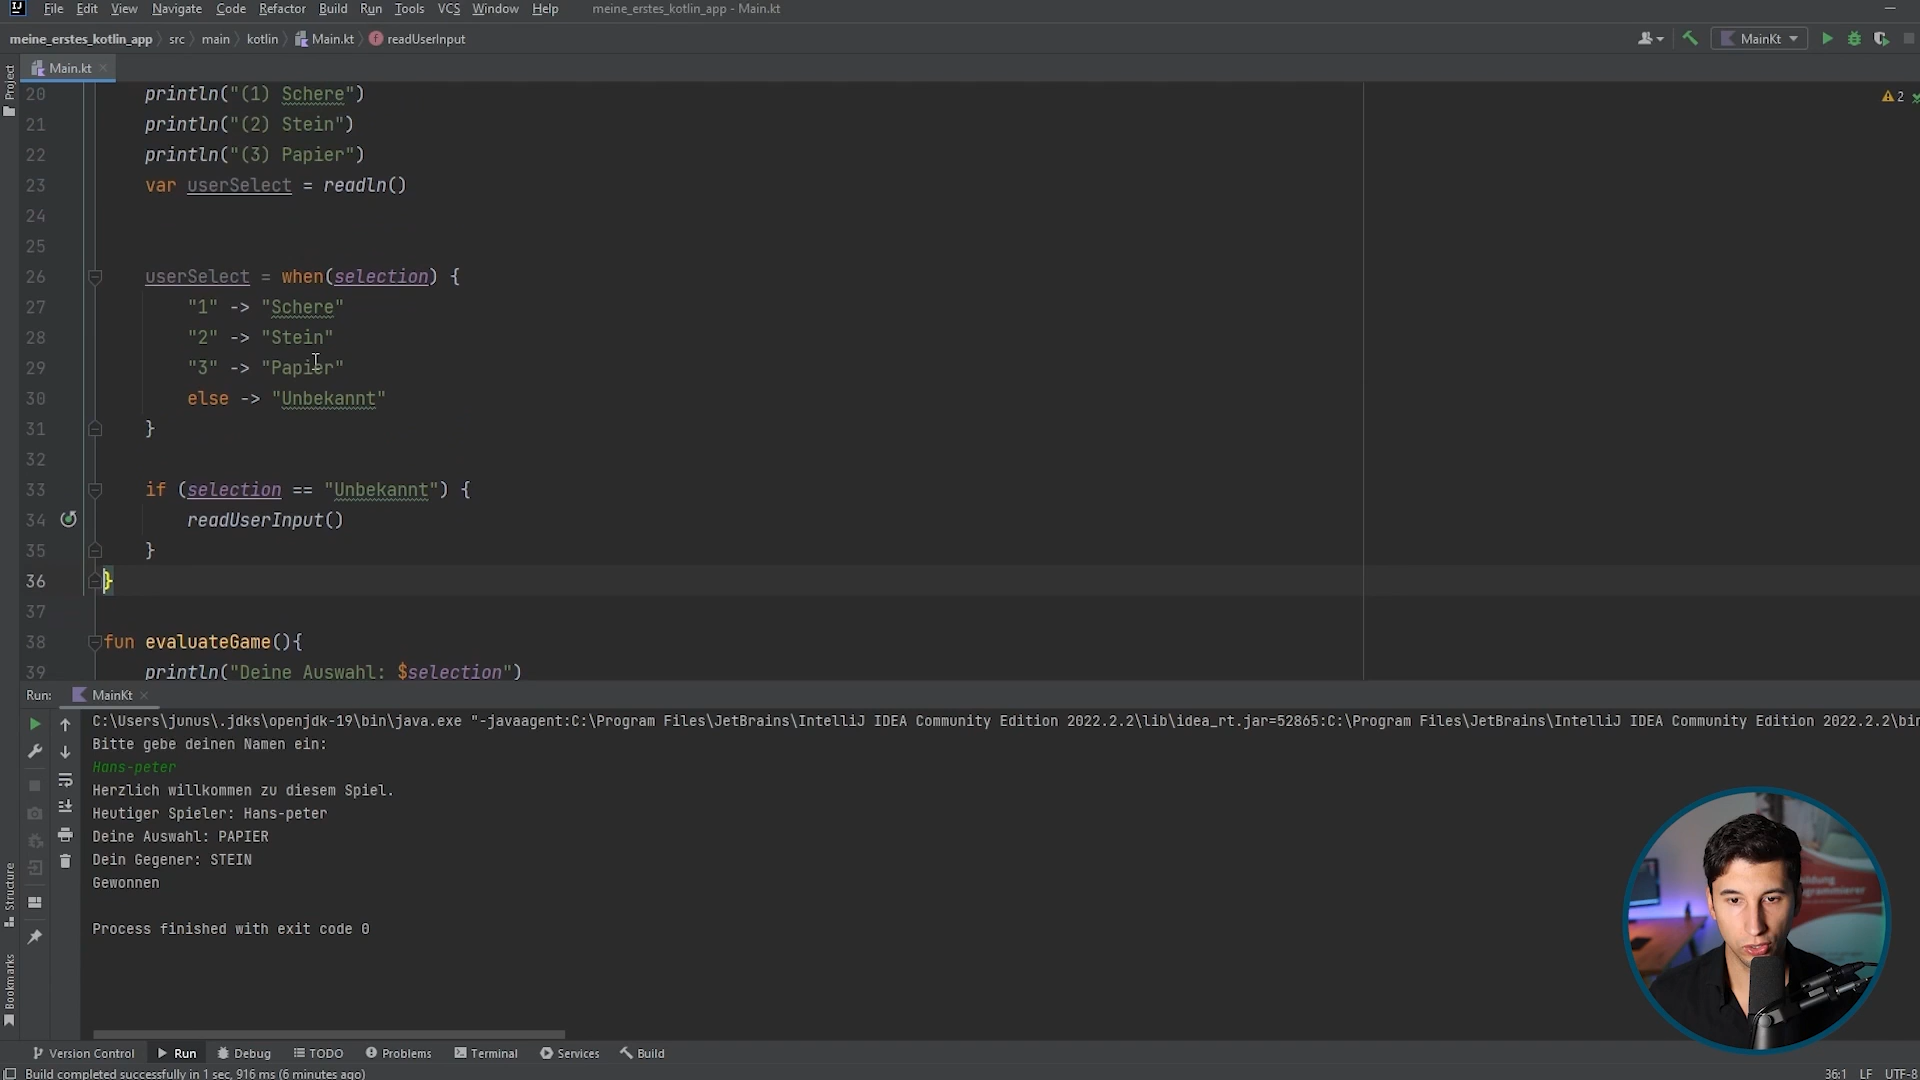 File Edit View Navigate Code Refactor Build Run Tools VCS Window Help meine_erstes_kotlin_app - Main.kt
meine_erstes_kotlin_app src main kotlin Main.kt readUserInput MainKt
Project
Main.kt
20 println("(1) Schere") 2
21 println("(2) Stein")
22 println("(3) Papier")
23 var userSelect = readln()
24
25
26 userSelect = when(selection) {
27 "1" -> "Schere"
28 "2" -> "Stein"
29 "3" -> "Papier"
30 else -> "Unbekannt"
31 }
32
33 if (selection == "Unbekannt") {
34 readUserInput()
35 }
36 }
37
38 fun evaluateGame(){
39 println("Deine Auswahl: $selection")
Run: MainKt
C:\Users\junus\.jdks\openjdk-19\bin\java.exe "-javaagent:C:\Program Files\JetBrains\IntelliJ IDEA Community Edition 2022.2.2\lib\idea_rt.jar=52865:C:\Program Files\JetBrains\IntelliJ IDEA Community Edition 2022.2.2\bin
Bitte gebe deinen Namen ein:
Hans-peter
Herzlich willkommen zu diesem Spiel.
Heutiger Spieler: Hans-peter
Deine Auswahl: PAPIER
Dein Gegener: STEIN
Gewonnen
Process finished with exit code 0
Structure
Bookmarks
Version Control Run Debug TODO Problems Terminal Services Build
Build completed successfully in 1 sec, 916 ms (6 minutes ago) 36:1 LF UTF-8